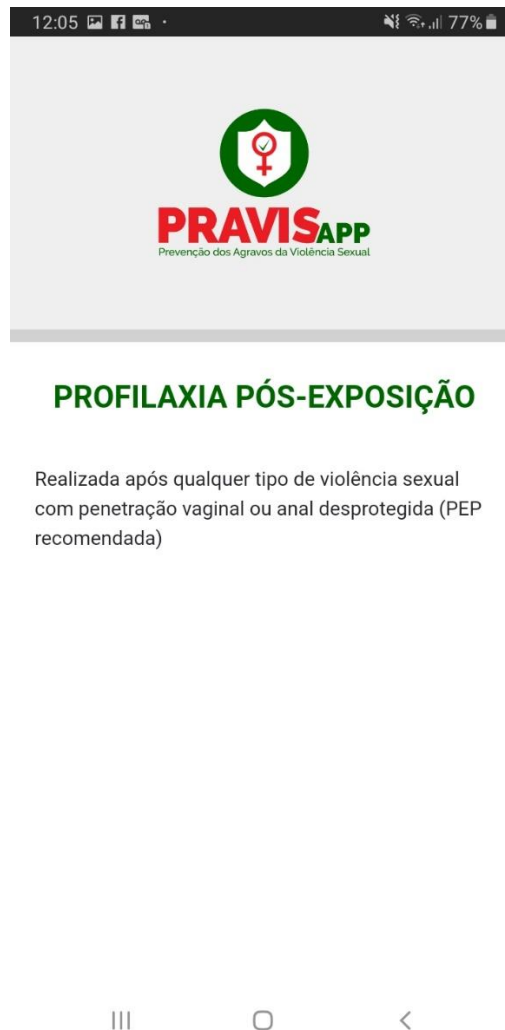 12:05
77%
PRAVISAPP
Prevenção dos Agravos da Violência Sexual
PROFILAXIA PÓS-EXPOSIÇÃO
Realizada após qualquer tipo de violência sexual
com penetração vaginal ou anal desprotegida (PEP
recomendada)